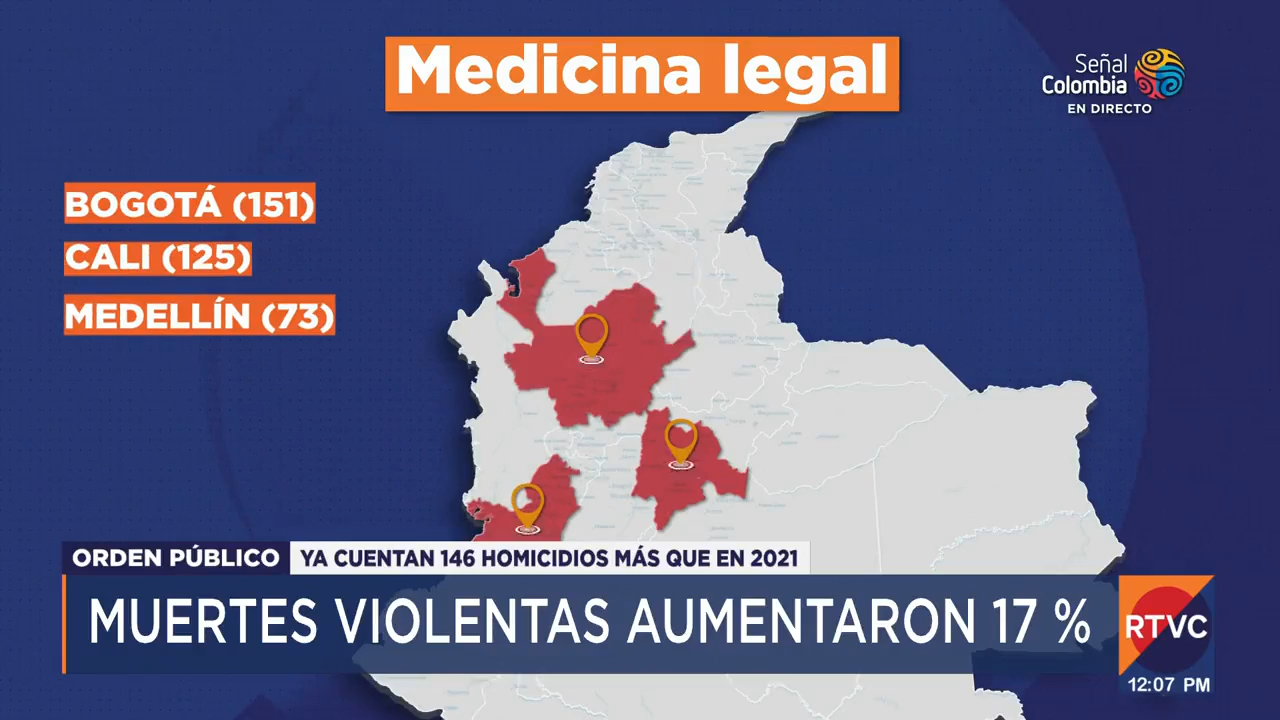 Medicina legal
Señal
Colombia
EN DIRECTO
BOGOTÁ (151)
CALI (125)
MEDELLÍN (73)
ORDEN PÚBLICO
YA CUENTAN 146 HOMICIDIOS MÁS QUE EN 2021
MUERTES VIOLENTAS AUMENTARON 17 %
RTVC
12:07 PM